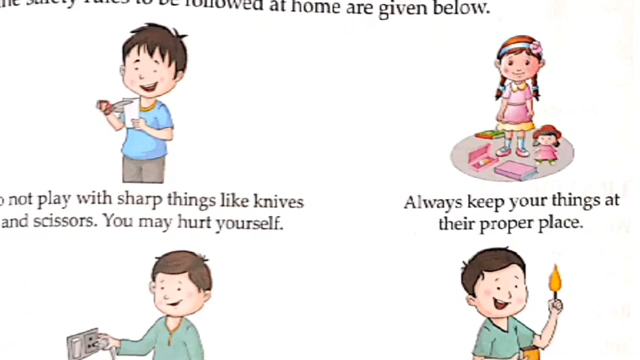 safety rules to be followed at home are given below.
not play with sharp things like knives
and scissors. You may hurt yourself.
Always keep your things at
their proper place.